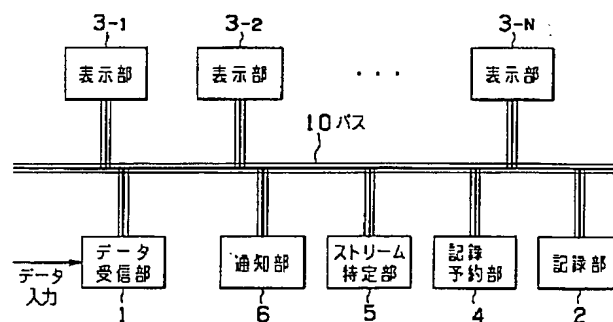 3-1 3-2 3-N
表示部 表示部 ・・・ 表示部
10 バス
データ受信部 通知部 ストリーム特定部 記録予約部 記録部
データ入力
1 6 5 4 2